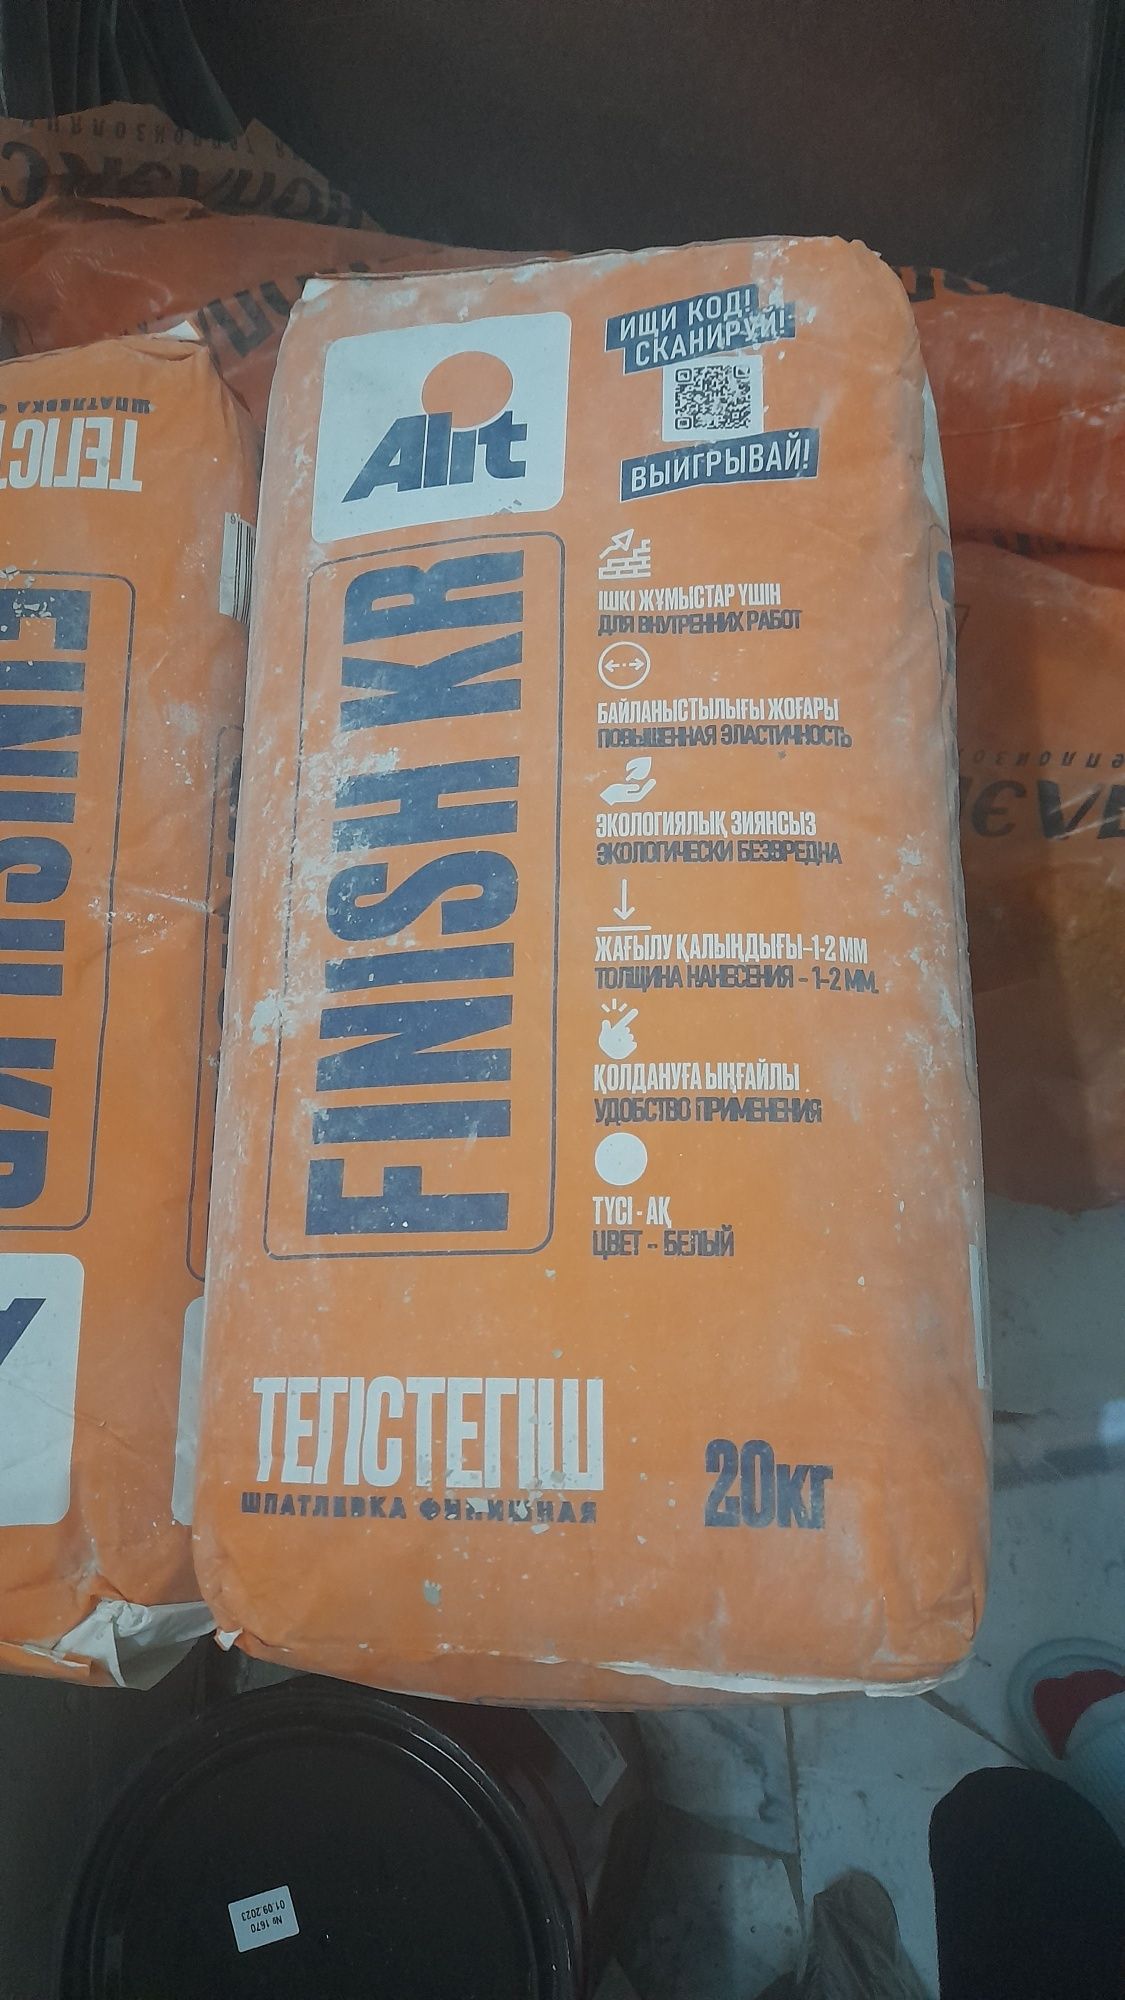 Alit
FINISH KR
ИЩИ КОД!
СКАНИРУЙ!
ВЫИГРЫВАЙ!
ІШКІ ЖҰМЫСТАР ҮШІН
ДЛЯ ВНУТРЕННИХ РАБОТ
БАЙЛАНЫСТЫЛЫҒЫ ЖОҒАРЫ
ПОВЫШЕННАЯ ЭЛАСТИЧНОСТЬ
ЭКОЛОГИЯЛЫҚ ЗИЯНСЫЗ
ЭКОЛОГИЧЕСКИ БЕЗВРЕДНА
ЖАҒЫЛУ ҚАЛЫҢДЫҒЫ-1-2 ММ
ТОЛЩИНА НАНЕСЕНИЯ - 1-2 ММ.
ҚОЛДАНУҒА ЫҢҒАЙЛЫ
УДОБСТВО ПРИМЕНЕНИЯ
ТҮСІ - АҚ
ЦВЕТ - БЕЛЫЙ
ТЕГІСТЕГІШ
ШПАТЛЕВКА ФИНИШНАЯ
20КГ
FINISH KR
ШПАТЛЕВКА
№ 1670
01.09.2023